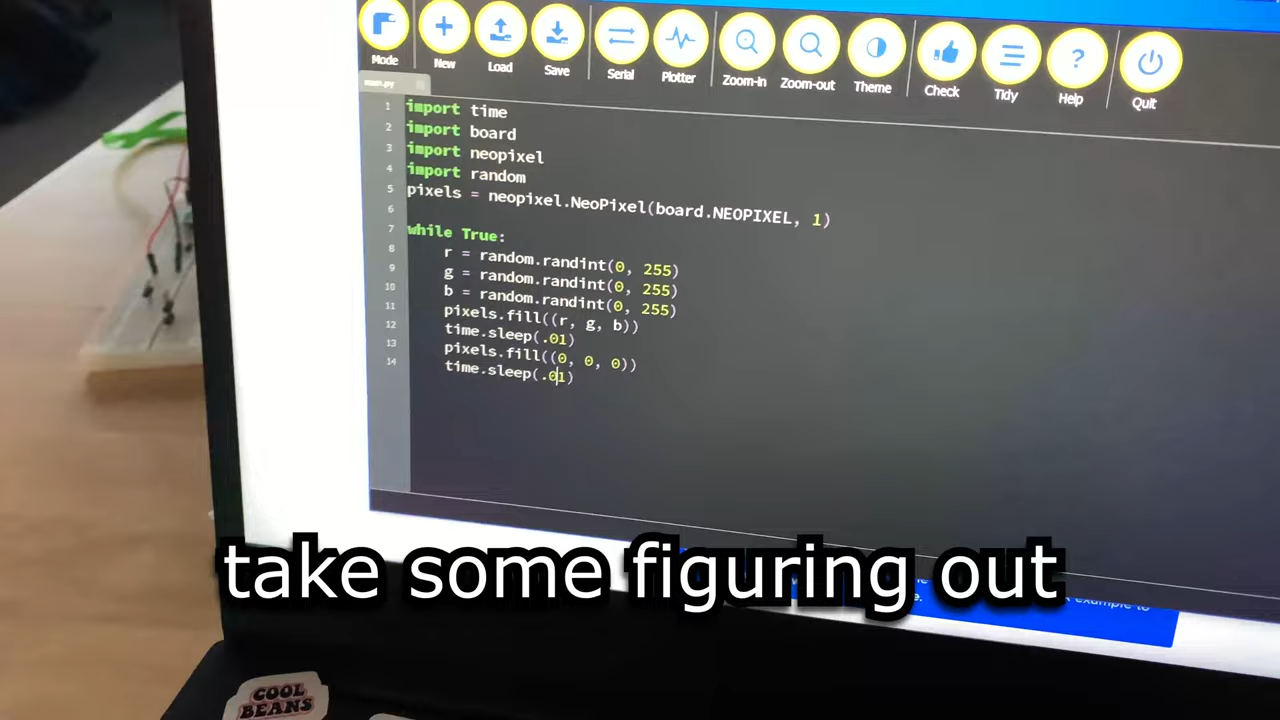 Mode
New
Load
Save
Serial
Plotter
Zoom-in
Zoom-out
Theme
Check
Tidy
Help
Quit
main.py
1 import time
2 import board
3 import neopixel
4 import random
5 pixels = neopixel.NeoPixel(board.NEOPIXEL, 1)
6
7 while True:
8 r = random.randint(0, 255)
9 g = random.randint(0, 255)
10 b = random.randint(0, 255)
11 pixels.fill((r, g, b))
12 time.sleep(.01)
13 pixels.fill((0, 0, 0))
14 time.sleep(.01)
take some figuring out
example to
COOL
BEANS